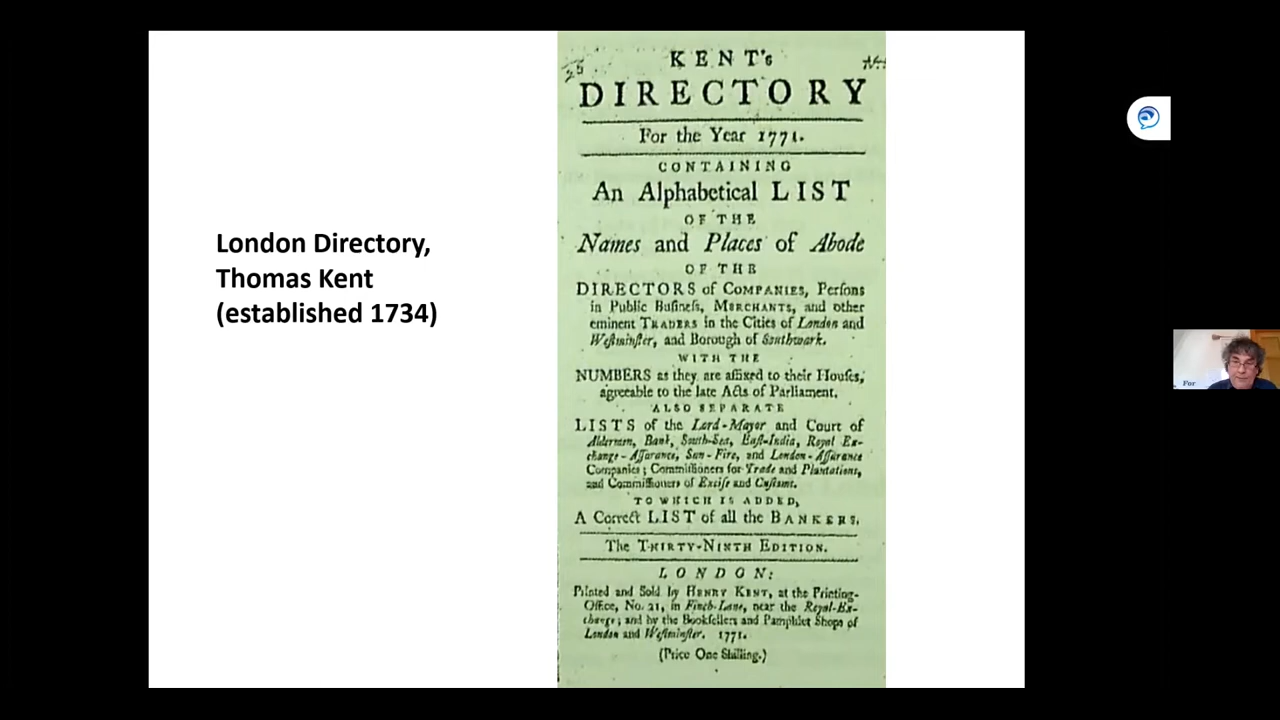 London Directory,
Thomas Kent
(established 1734)
25
KENT's
DIRECTORY
For the Year 1771.
CONTAINING
An Alphabetical LIST
OF THE
Names and Places of Abode
OF THE
DIRECTORS of COMPANIES, Perſons
in Public Buſineſs, MERCHANTS, and other
eminent TRADERS in the Cities of London and
Weſtminſter, and Borough of Southwark.
WITH THE
NUMBERS as they are affixed to their Houſes,
agreeable to the late Acts of Parliament.
ALSO SEPARATE
LISTS of the Lord-Mayor and Court of
Aldermen, Bank, South-Sea, Eaſt-India, Royal Ex-
change-Aſſurance, Sun-Fire, and London-Aſſurance
Companies; Commiſſioners for Trade and Plantations,
and Commiſſioners of Exciſe and Cuſtoms.
TO WHICH IS ADDED,
A Correct LIST of all the BANKERS.
The THIRTY-NINTH EDITION.
LONDON:
Printed and Sold by HENRY KENT, at the Printing-
Office, No. 21, in Finch-Lane, near the Royal-Ex-
change; and by the Bookſellers and Pamphlet Shops of
London and Weſtminſter. 1771.
(Price One Shilling.)
For